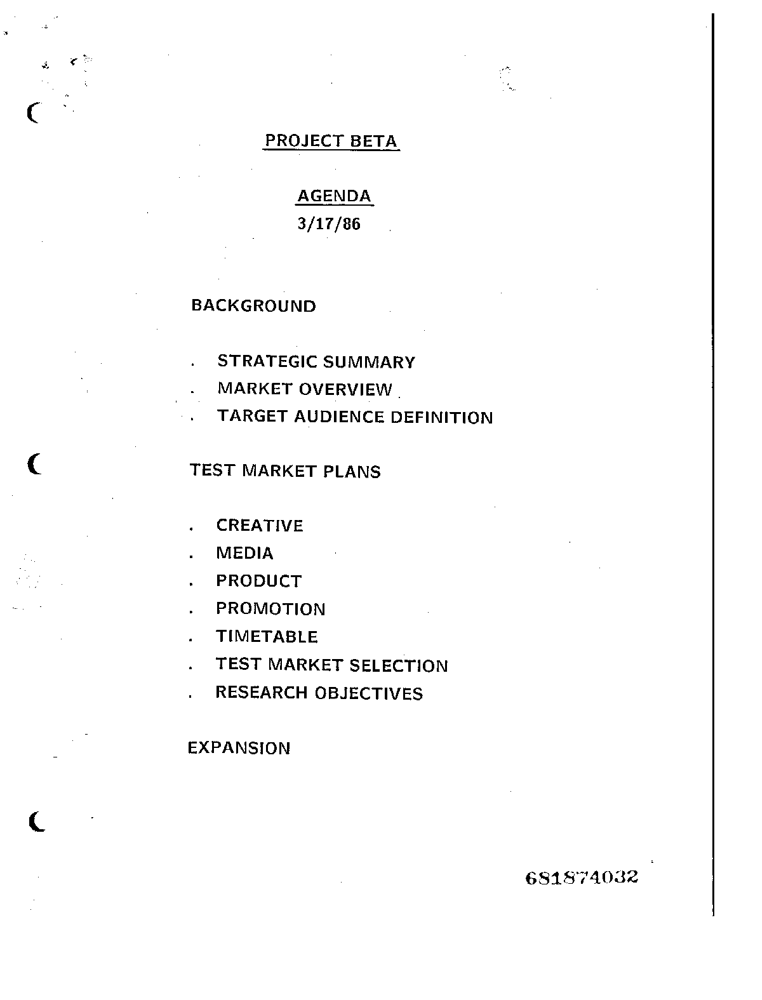 PROJECT BETA
AGENDA
3/17/86
BACKGROUND
. STRATEGIC SUMMARY
. MARKET OVERVIEW
. TARGET AUDIENCE DEFINITION
TEST MARKET PLANS
. CREATIVE
. MEDIA
. PRODUCT
. PROMOTION
. TIMETABLE
. TEST MARKET SELECTION
. RESEARCH OBJECTIVES
EXPANSION
681874032